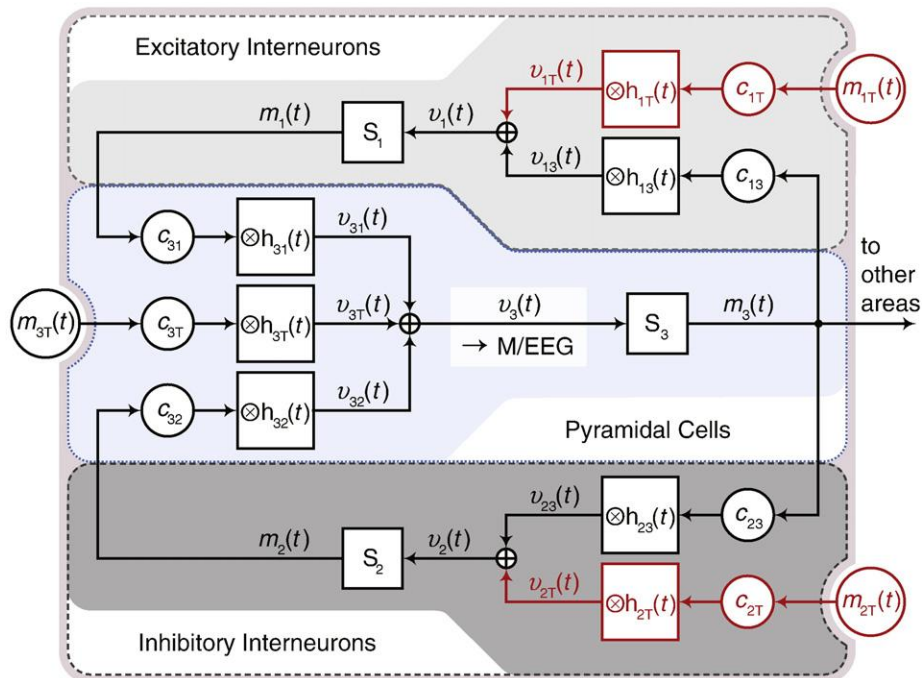 Excitatory Interneurons
υ₁T(t) ⊗h₁T(t) c₁T m₁T(t)
m₁(t) S₁ υ₁(t)
υ₁₃(t) ⊗h₁₃(t) c₁₃
c₃₁ ⊗h₃₁(t) υ₃₁(t)
to
other
areas
m₃T(t) c₃T ⊗h₃T(t) υ₃T(t) υ₃(t) S₃ m₃(t)
→ M/EEG
c₃₂ ⊗h₃₂(t) υ₃₂(t)
Pyramidal Cells
υ₂₃(t) ⊗h₂₃(t) c₂₃
m₂(t) S₂ υ₂(t)
υ₂T(t) ⊗h₂T(t) c₂T m₂T(t)
Inhibitory Interneurons